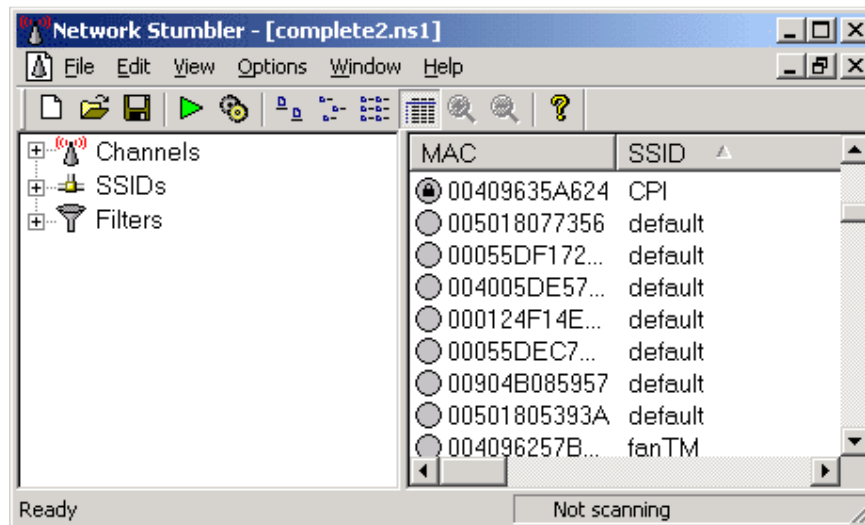 Network Stumbler - [complete2.ns1]
File Edit View Options Window Help
Channels
SSIDs
Filters
MAC SSID
00409635A624 CPI
005018077356 default
00055DF172... default
004005DE57... default
000124F14E... default
00055DEC7... default
00904B085957 default
00501805393A default
004096257B... fanTM
Ready Not scanning